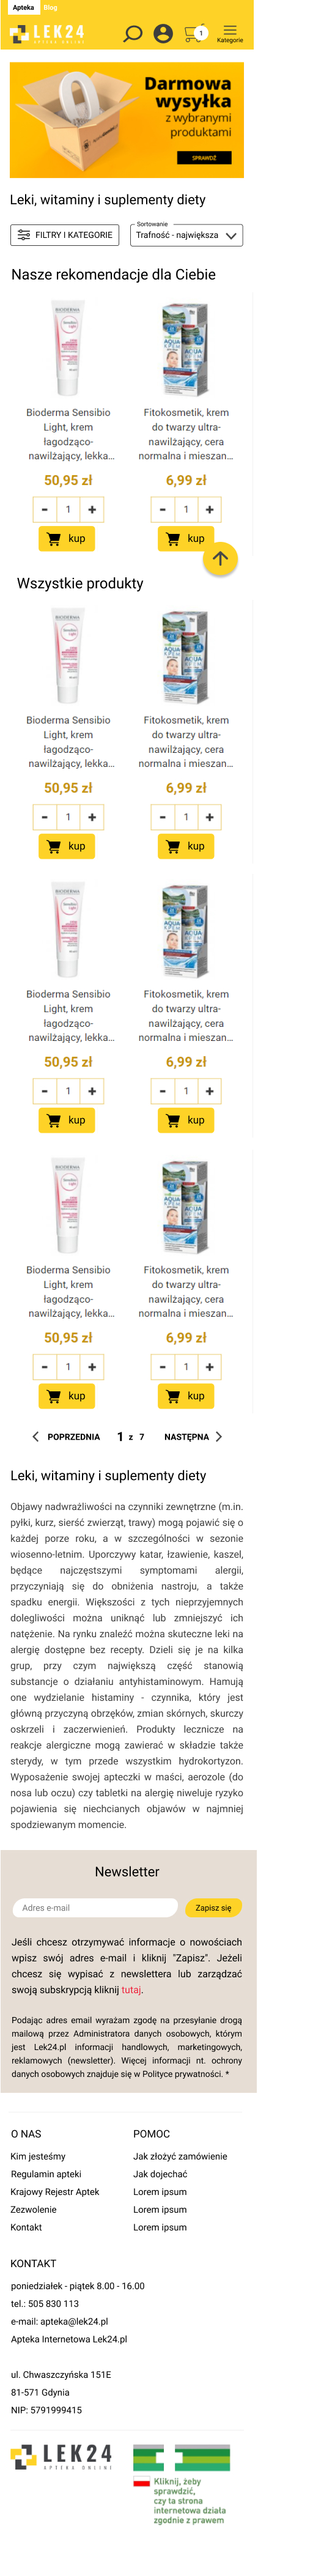 Apteka Blog
LEK24
APTEKA ONLINE
1
Kategorie
Darmowa
wysyłka
z wybranymi
produktami
SPRAWDŹ
Leki, witaminy i suplementy diety
FILTRY I KATEGORIE
Sortowanie
Trafność - największa
Nasze rekomendacje dla Ciebie
BIODERMA
Sensibio
Light
AQUA
КРЕМ
Bioderma Sensibio
Light, krem
łagodząco-
nawilżający, lekka...
Fitokosmetik, krem
do twarzy ultra-
nawilżający, cera
normalna i mieszan...
50,95 zł
6,99 zł
- 1 +
- 1 +
kup
kup
Wszystkie produkty
BIODERMA
Sensibio
Light
AQUA
КРЕМ
Bioderma Sensibio
Light, krem
łagodząco-
nawilżający, lekka...
Fitokosmetik, krem
do twarzy ultra-
nawilżający, cera
normalna i mieszan...
50,95 zł
6,99 zł
- 1 +
- 1 +
kup
kup
BIODERMA
Sensibio
Light
AQUA
КРЕМ
Bioderma Sensibio
Light, krem
łagodząco-
nawilżający, lekka...
Fitokosmetik, krem
do twarzy ultra-
nawilżający, cera
normalna i mieszan...
50,95 zł
6,99 zł
- 1 +
- 1 +
kup
kup
BIODERMA
Sensibio
Light
AQUA
КРЕМ
Bioderma Sensibio
Light, krem
łagodząco-
nawilżający, lekka...
Fitokosmetik, krem
do twarzy ultra-
nawilżający, cera
normalna i mieszan...
50,95 zł
6,99 zł
- 1 +
- 1 +
kup
kup
POPRZEDNIA 1 z 7 NASTĘPNA
Leki, witaminy i suplementy diety
Objawy nadwrażliwości na czynniki zewnętrzne (m.in.
pyłki, kurz, sierść zwierząt, trawy) mogą pojawić się o
każdej porze roku, a w szczególności w sezonie
wiosenno-letnim. Uporczywy katar, łzawienie, kaszel,
będące najczęstszymi symptomami alergii,
przyczyniają się do obniżenia nastroju, a także
spadku energii. Większości z tych nieprzyjemnych
dolegliwości można uniknąć lub zmniejszyć ich
natężenie. Na rynku znaleźć można skuteczne leki na
alergię dostępne bez recepty. Dzieli się je na kilka
grup, przy czym największą część stanowią
substancje o działaniu antyhistaminowym. Hamują
one wydzielanie histaminy - czynnika, który jest
główną przyczyną obrzęków, zmian skórnych, skurczy
oskrzeli i zaczerwienień. Produkty lecznicze na
reakcje alergiczne mogą zawierać w składzie także
sterydy, w tym przede wszystkim hydrokortyzon.
Wyposażenie swojej apteczki w maści, aerozole (do
nosa lub oczu) czy tabletki na alergię niweluje ryzyko
pojawienia się niechcianych objawów w najmniej
spodziewanym momencie.
Newsletter
Adres e-mail
Zapisz się
Jeśli chcesz otrzymywać informacje o nowościach
wpisz swój adres e-mail i kliknij "Zapisz". Jeżeli
chcesz się wypisać z newslettera lub zarządzać
swoją subskrypcją kliknij tutaj.
Podając adres email wyrażam zgodę na przesyłanie drogą
mailową przez Administratora danych osobowych, którym
jest Lek24.pl informacji handlowych, marketingowych,
reklamowych (newsletter). Więcej informacji nt. ochrony
danych osobowych znajduje się w Polityce prywatności. *
O NAS
Kim jesteśmy
Regulamin apteki
Krajowy Rejestr Aptek
Zezwolenie
Kontakt
POMOC
Jak złożyć zamówienie
Jak dojechać
Lorem ipsum
Lorem ipsum
Lorem ipsum
KONTAKT
poniedziałek - piątek 8.00 - 16.00
tel.: 505 830 113
e-mail: apteka@lek24.pl
Apteka Internetowa Lek24.pl
ul. Chwaszczyńska 151E
81-571 Gdynia
NIP: 5791999415
LEK24
APTEKA ONLINE
Kliknij, żeby
sprawdzić,
czy ta strona
internetowa działa
zgodnie z prawem